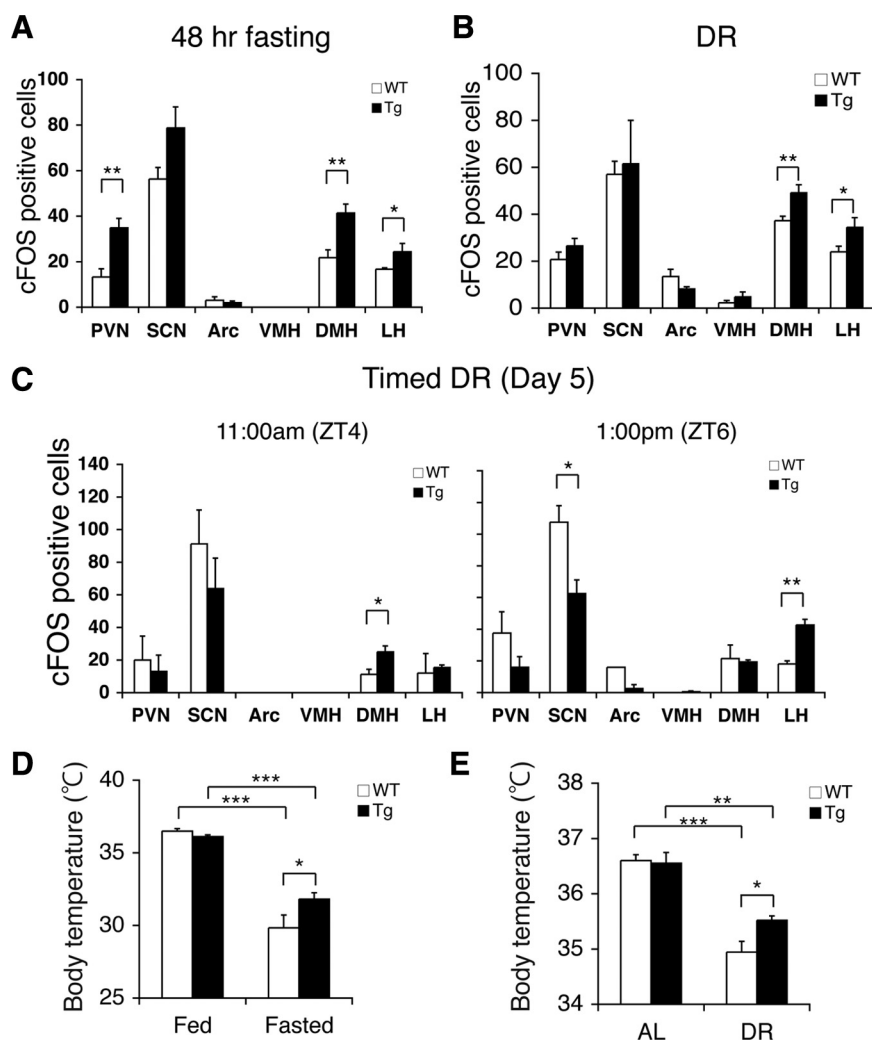 A
48 hr fasting
cFOS positive cells
100
80
60
40
20
0
WT
Tg
**
**
*
PVN SCN Arc VMH DMH LH
B
DR
cFOS positive cells
100
80
60
40
20
0
WT
Tg
**
*
PVN SCN Arc VMH DMH LH
C
Timed DR (Day 5)
11:00am (ZT4)
cFOS positive cells
140
120
100
80
60
40
20
0
WT
Tg
*
PVN SCN Arc VMH DMH LH
1:00pm (ZT6)
WT
Tg
*
**
PVN SCN Arc VMH DMH LH
D
Body temperature (℃)
40
35
30
25
WT
Tg
***
***
*
Fed Fasted
E
Body temperature (℃)
38
37
36
35
34
WT
Tg
**
***
*
AL DR